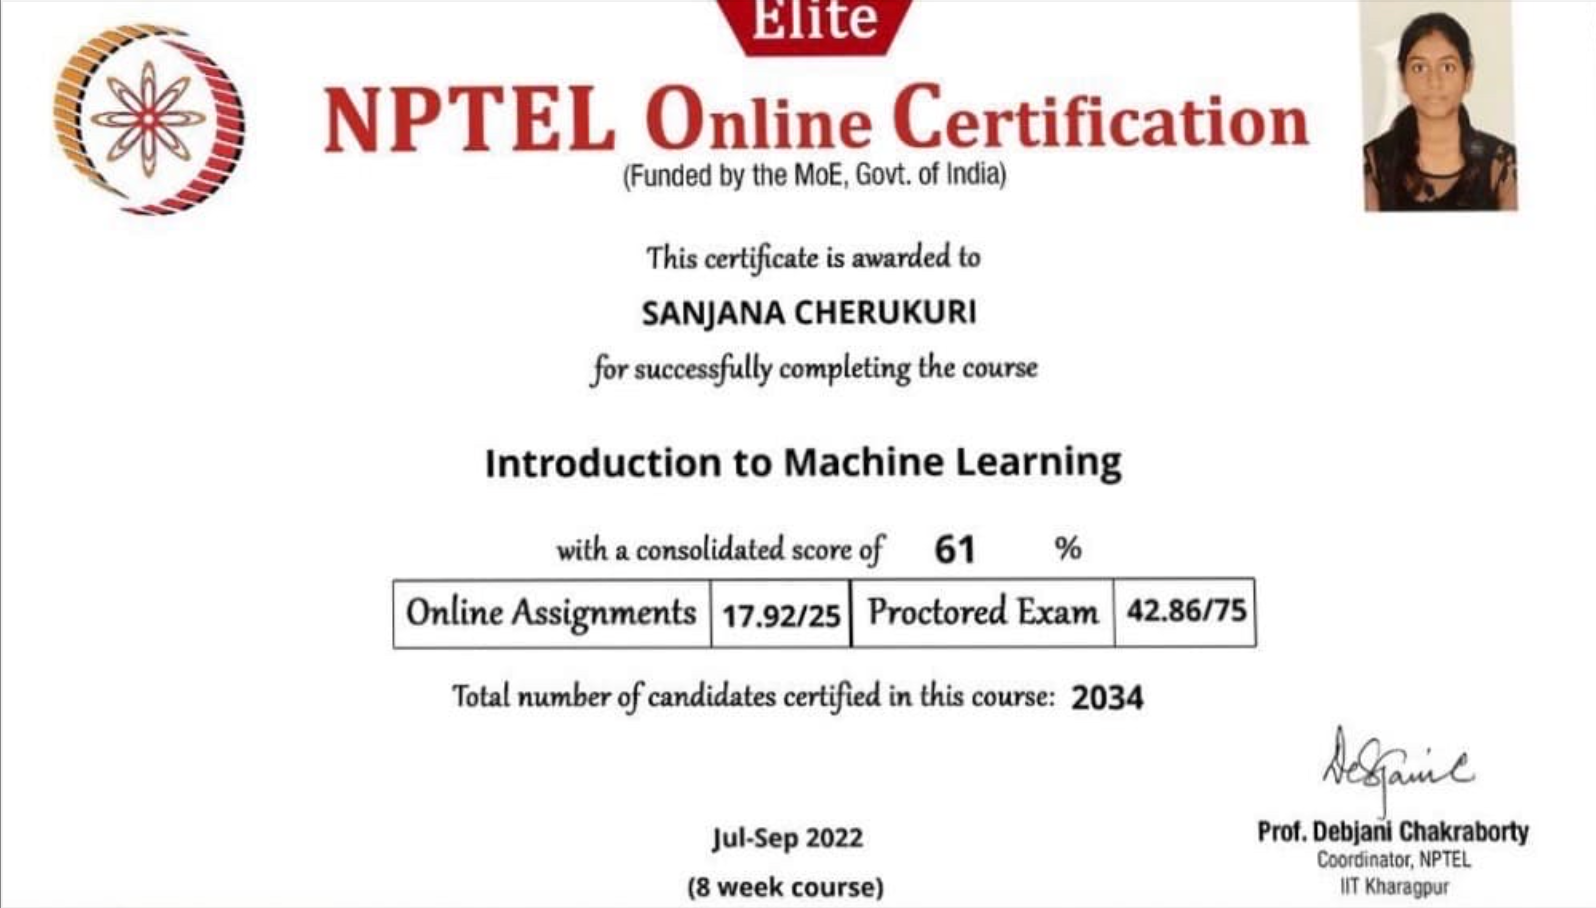 Elite
NPTEL Online Certification
(Funded by the MoE, Govt. of India)
This certificate is awarded to
SANJANA CHERUKURI
for successfully completing the course
Introduction to Machine Learning
with a consolidated score of 61 %
Online Assignments 17.92/25 Proctored Exam 42.86/75
Total number of candidates certified in this course: 2034
Jul-Sep 2022
(8 week course)
Prof. Debjani Chakraborty
Coordinator, NPTEL
IIT Kharagpur